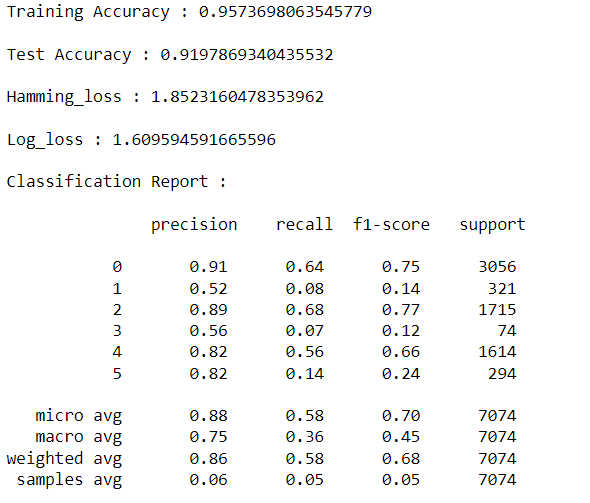 Training Accuracy : 0.9573698063545779
Test Accuracy : 0.9197869340435532
Hamming_loss : 1.8523160478353962
Log_loss : 1.609594591665596
Classification Report :
precision recall f1-score support
0 0.91 0.64 0.75 3056
1 0.52 0.08 0.14 321
2 0.89 0.68 0.77 1715
3 0.56 0.07 0.12 74
4 0.82 0.56 0.66 1614
5 0.82 0.14 0.24 294
micro avg 0.88 0.58 0.70 7074
macro avg 0.75 0.36 0.45 7074
weighted avg 0.86 0.58 0.68 7074
samples avg 0.06 0.05 0.05 7074